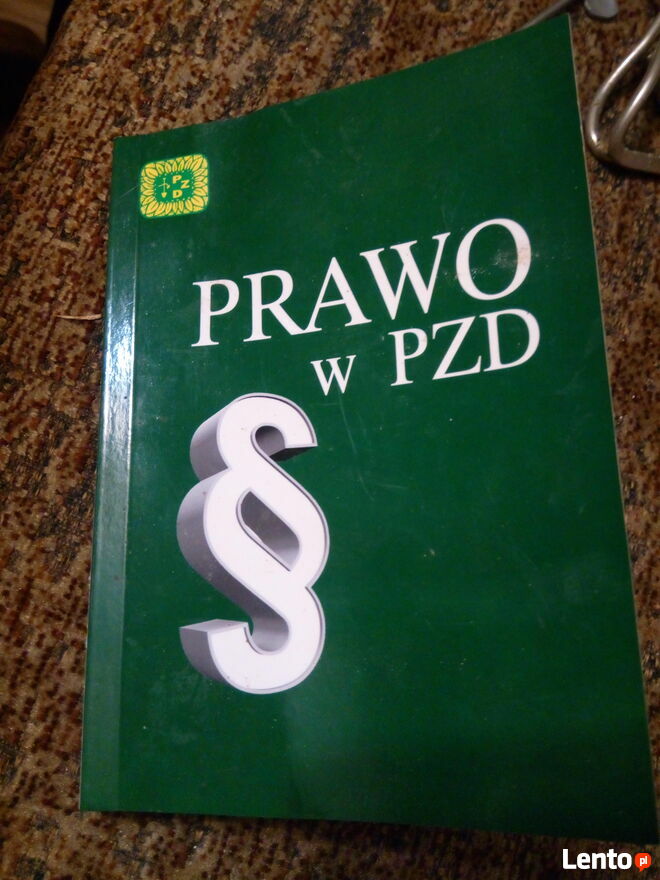 PZD
PRAWO
w PZD
§
Lento.pl